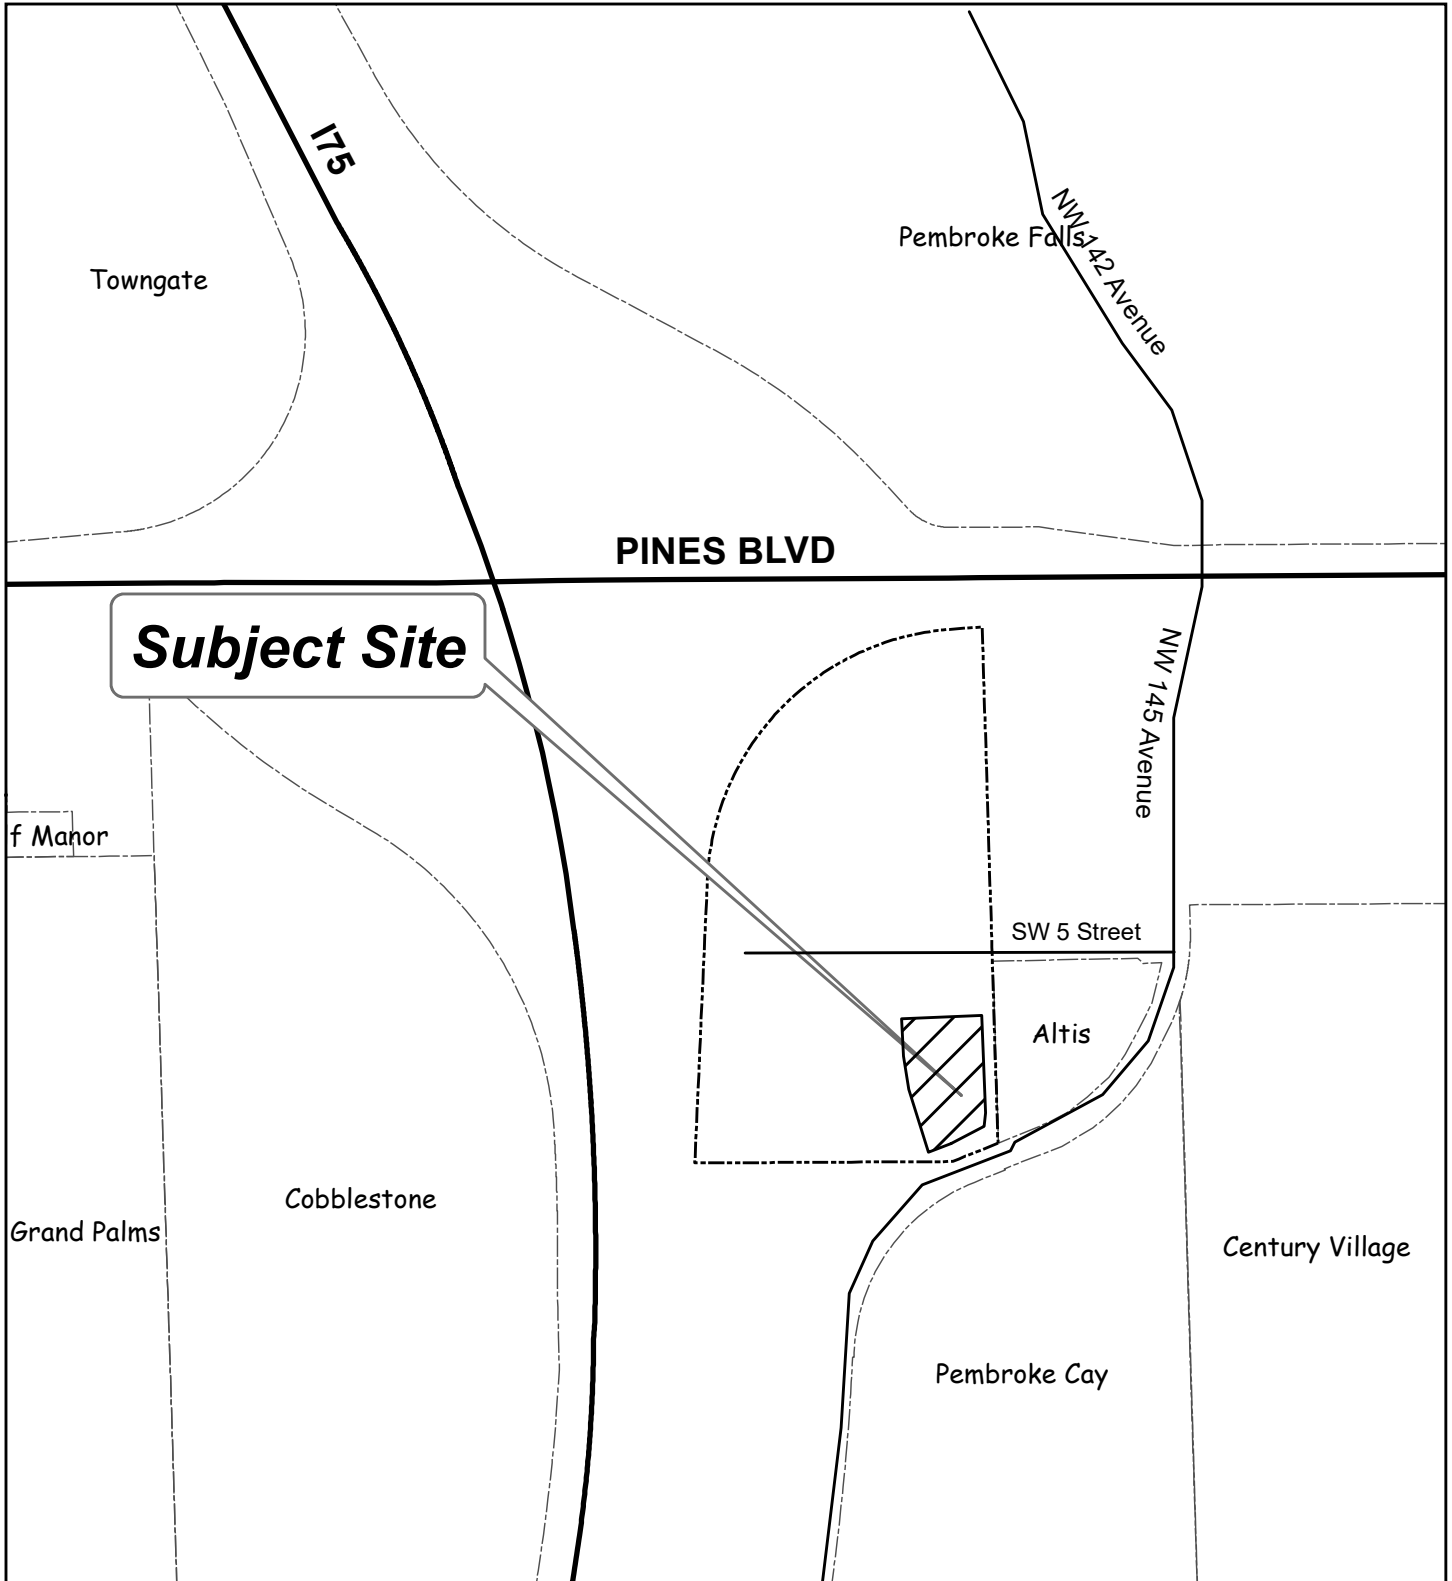 I75
Pembroke Falls
NW 142 Avenue
Towngate
PINES BLVD
Subject Site
NW 145 Avenue
f Manor
SW 5 Street
Altis
Cobblestone
Grand Palms
Century Village
Pembroke Cay